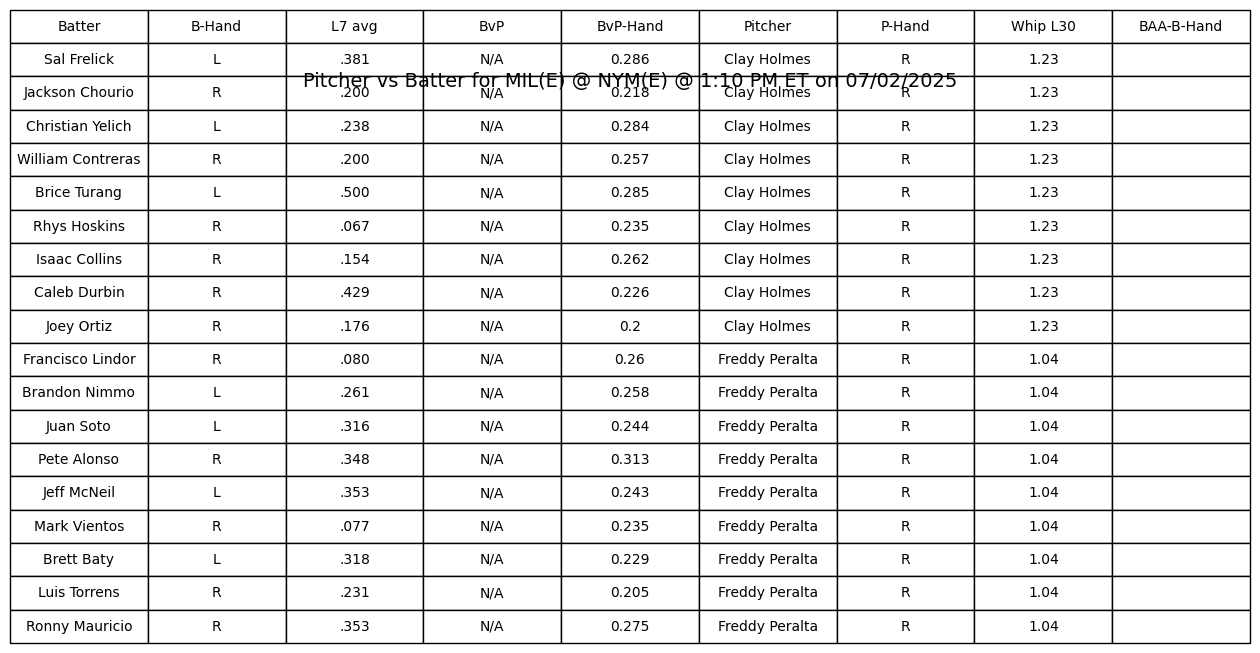 Batter B-Hand L7 avg BvP BvP-Hand Pitcher P-Hand Whip L30 BAA-B-Hand
Sal Frelick L .381 N/A 0.286 Clay Holmes R 1.23
Pitcher vs Batter for MIL(E) @ NYM(E) @ 1:10 PM ET on 07/02/2025
Jackson Chourio R .200 N/A 0.218 Clay Holmes R 1.23
Christian Yelich L .238 N/A 0.284 Clay Holmes R 1.23
William Contreras R .200 N/A 0.257 Clay Holmes R 1.23
Brice Turang L .500 N/A 0.285 Clay Holmes R 1.23
Rhys Hoskins R .067 N/A 0.235 Clay Holmes R 1.23
Isaac Collins R .154 N/A 0.262 Clay Holmes R 1.23
Caleb Durbin R .429 N/A 0.226 Clay Holmes R 1.23
Joey Ortiz R .176 N/A 0.2 Clay Holmes R 1.23
Francisco Lindor R .080 N/A 0.26 Freddy Peralta R 1.04
Brandon Nimmo L .261 N/A 0.258 Freddy Peralta R 1.04
Juan Soto L .316 N/A 0.244 Freddy Peralta R 1.04
Pete Alonso R .348 N/A 0.313 Freddy Peralta R 1.04
Jeff McNeil L .353 N/A 0.243 Freddy Peralta R 1.04
Mark Vientos R .077 N/A 0.235 Freddy Peralta R 1.04
Brett Baty L .318 N/A 0.229 Freddy Peralta R 1.04
Luis Torrens R .231 N/A 0.205 Freddy Peralta R 1.04
Ronny Mauricio R .353 N/A 0.275 Freddy Peralta R 1.04